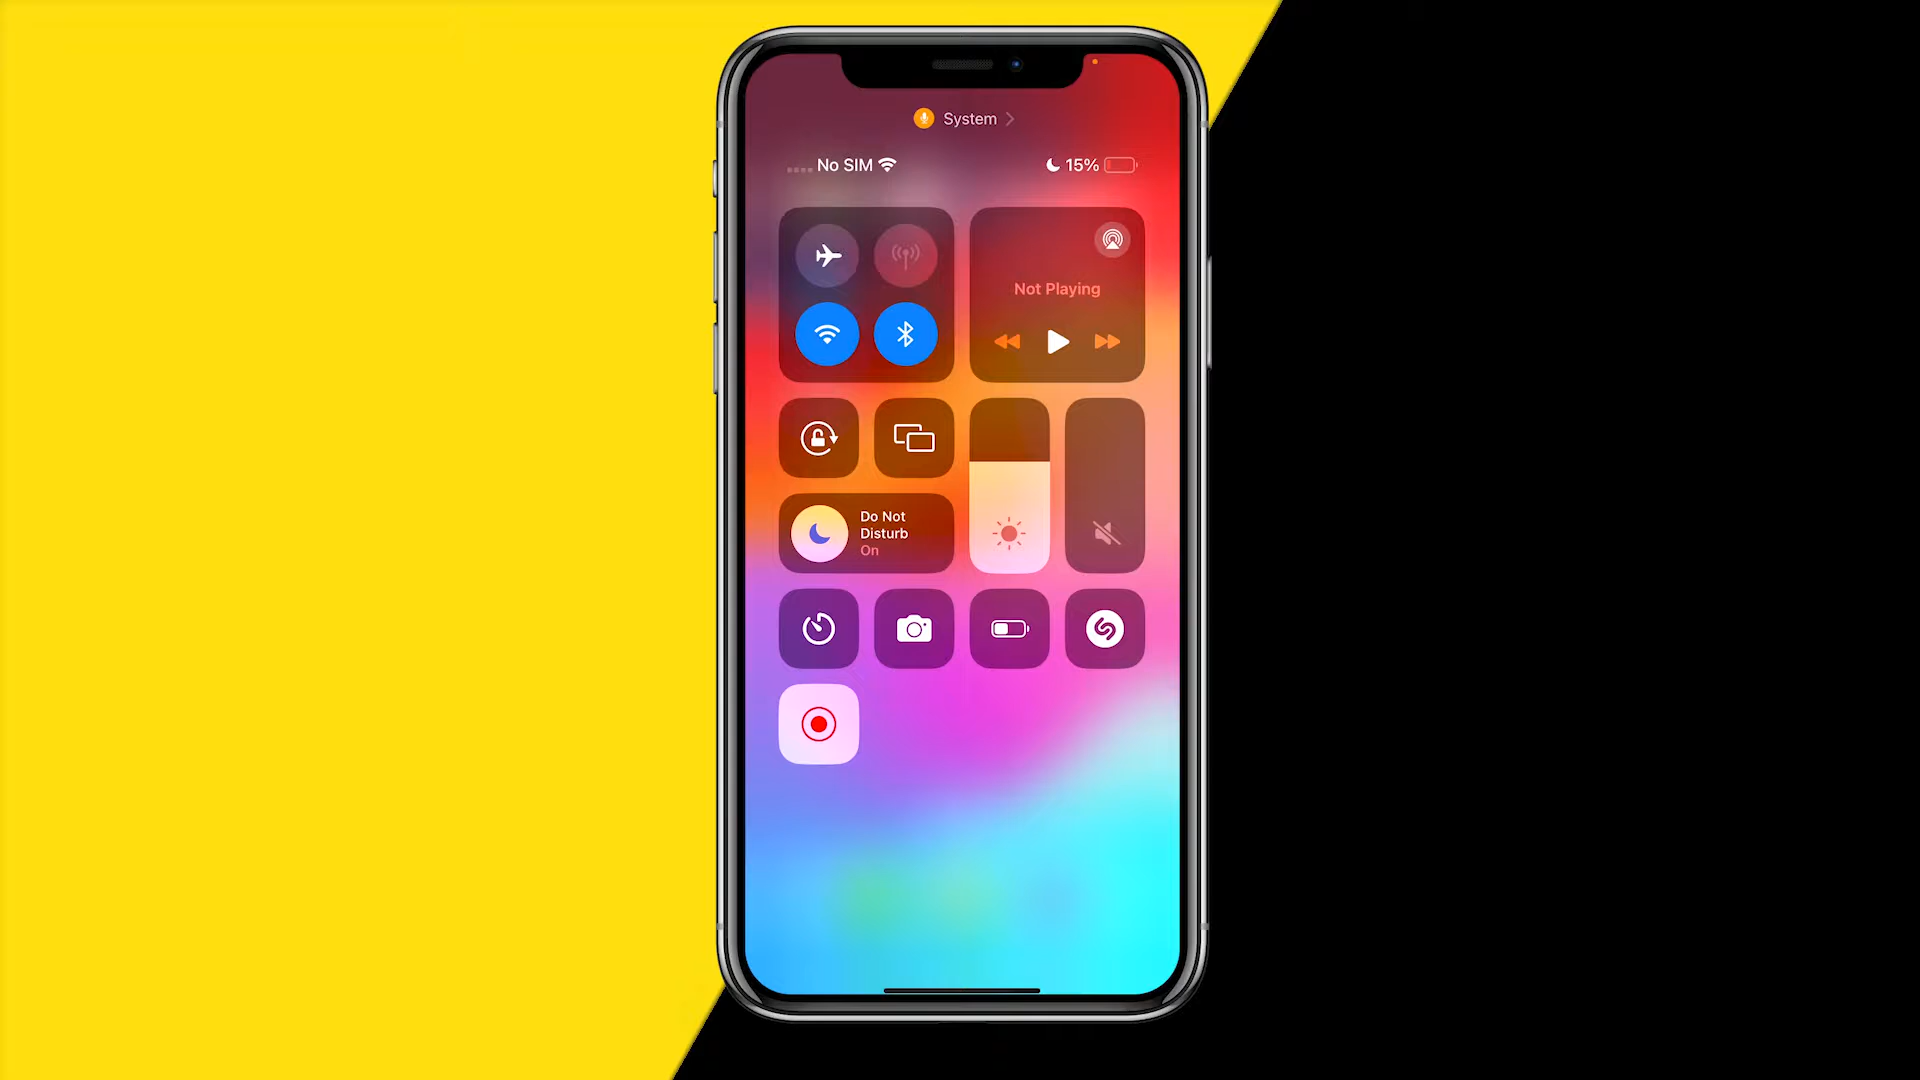 System
No SIM
15%
Not Playing
Do Not
Disturb
On